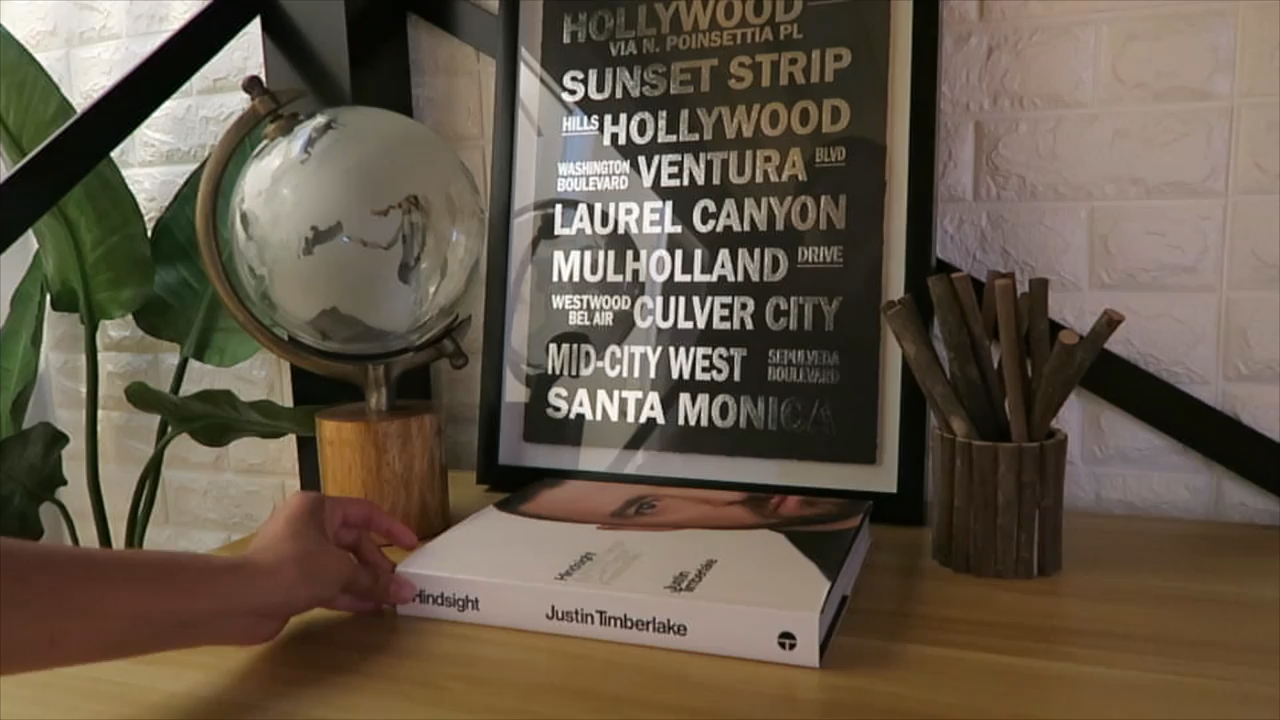 HOLLYWOOD
VIA N. POINSETTIA PL
SUNSET STRIP
HILLS HOLLYWOOD
WASHINGTON BOULEVARD VENTURA BLVD
LAUREL CANYON
MULHOLLAND DRIVE
WESTWOOD BEL AIR CULVER CITY
MID-CITY WEST SEPULVEDA BOULEVARD
SANTA MONICA
Hindsight
Justin
Timberlake
Hindsight Justin Timberlake